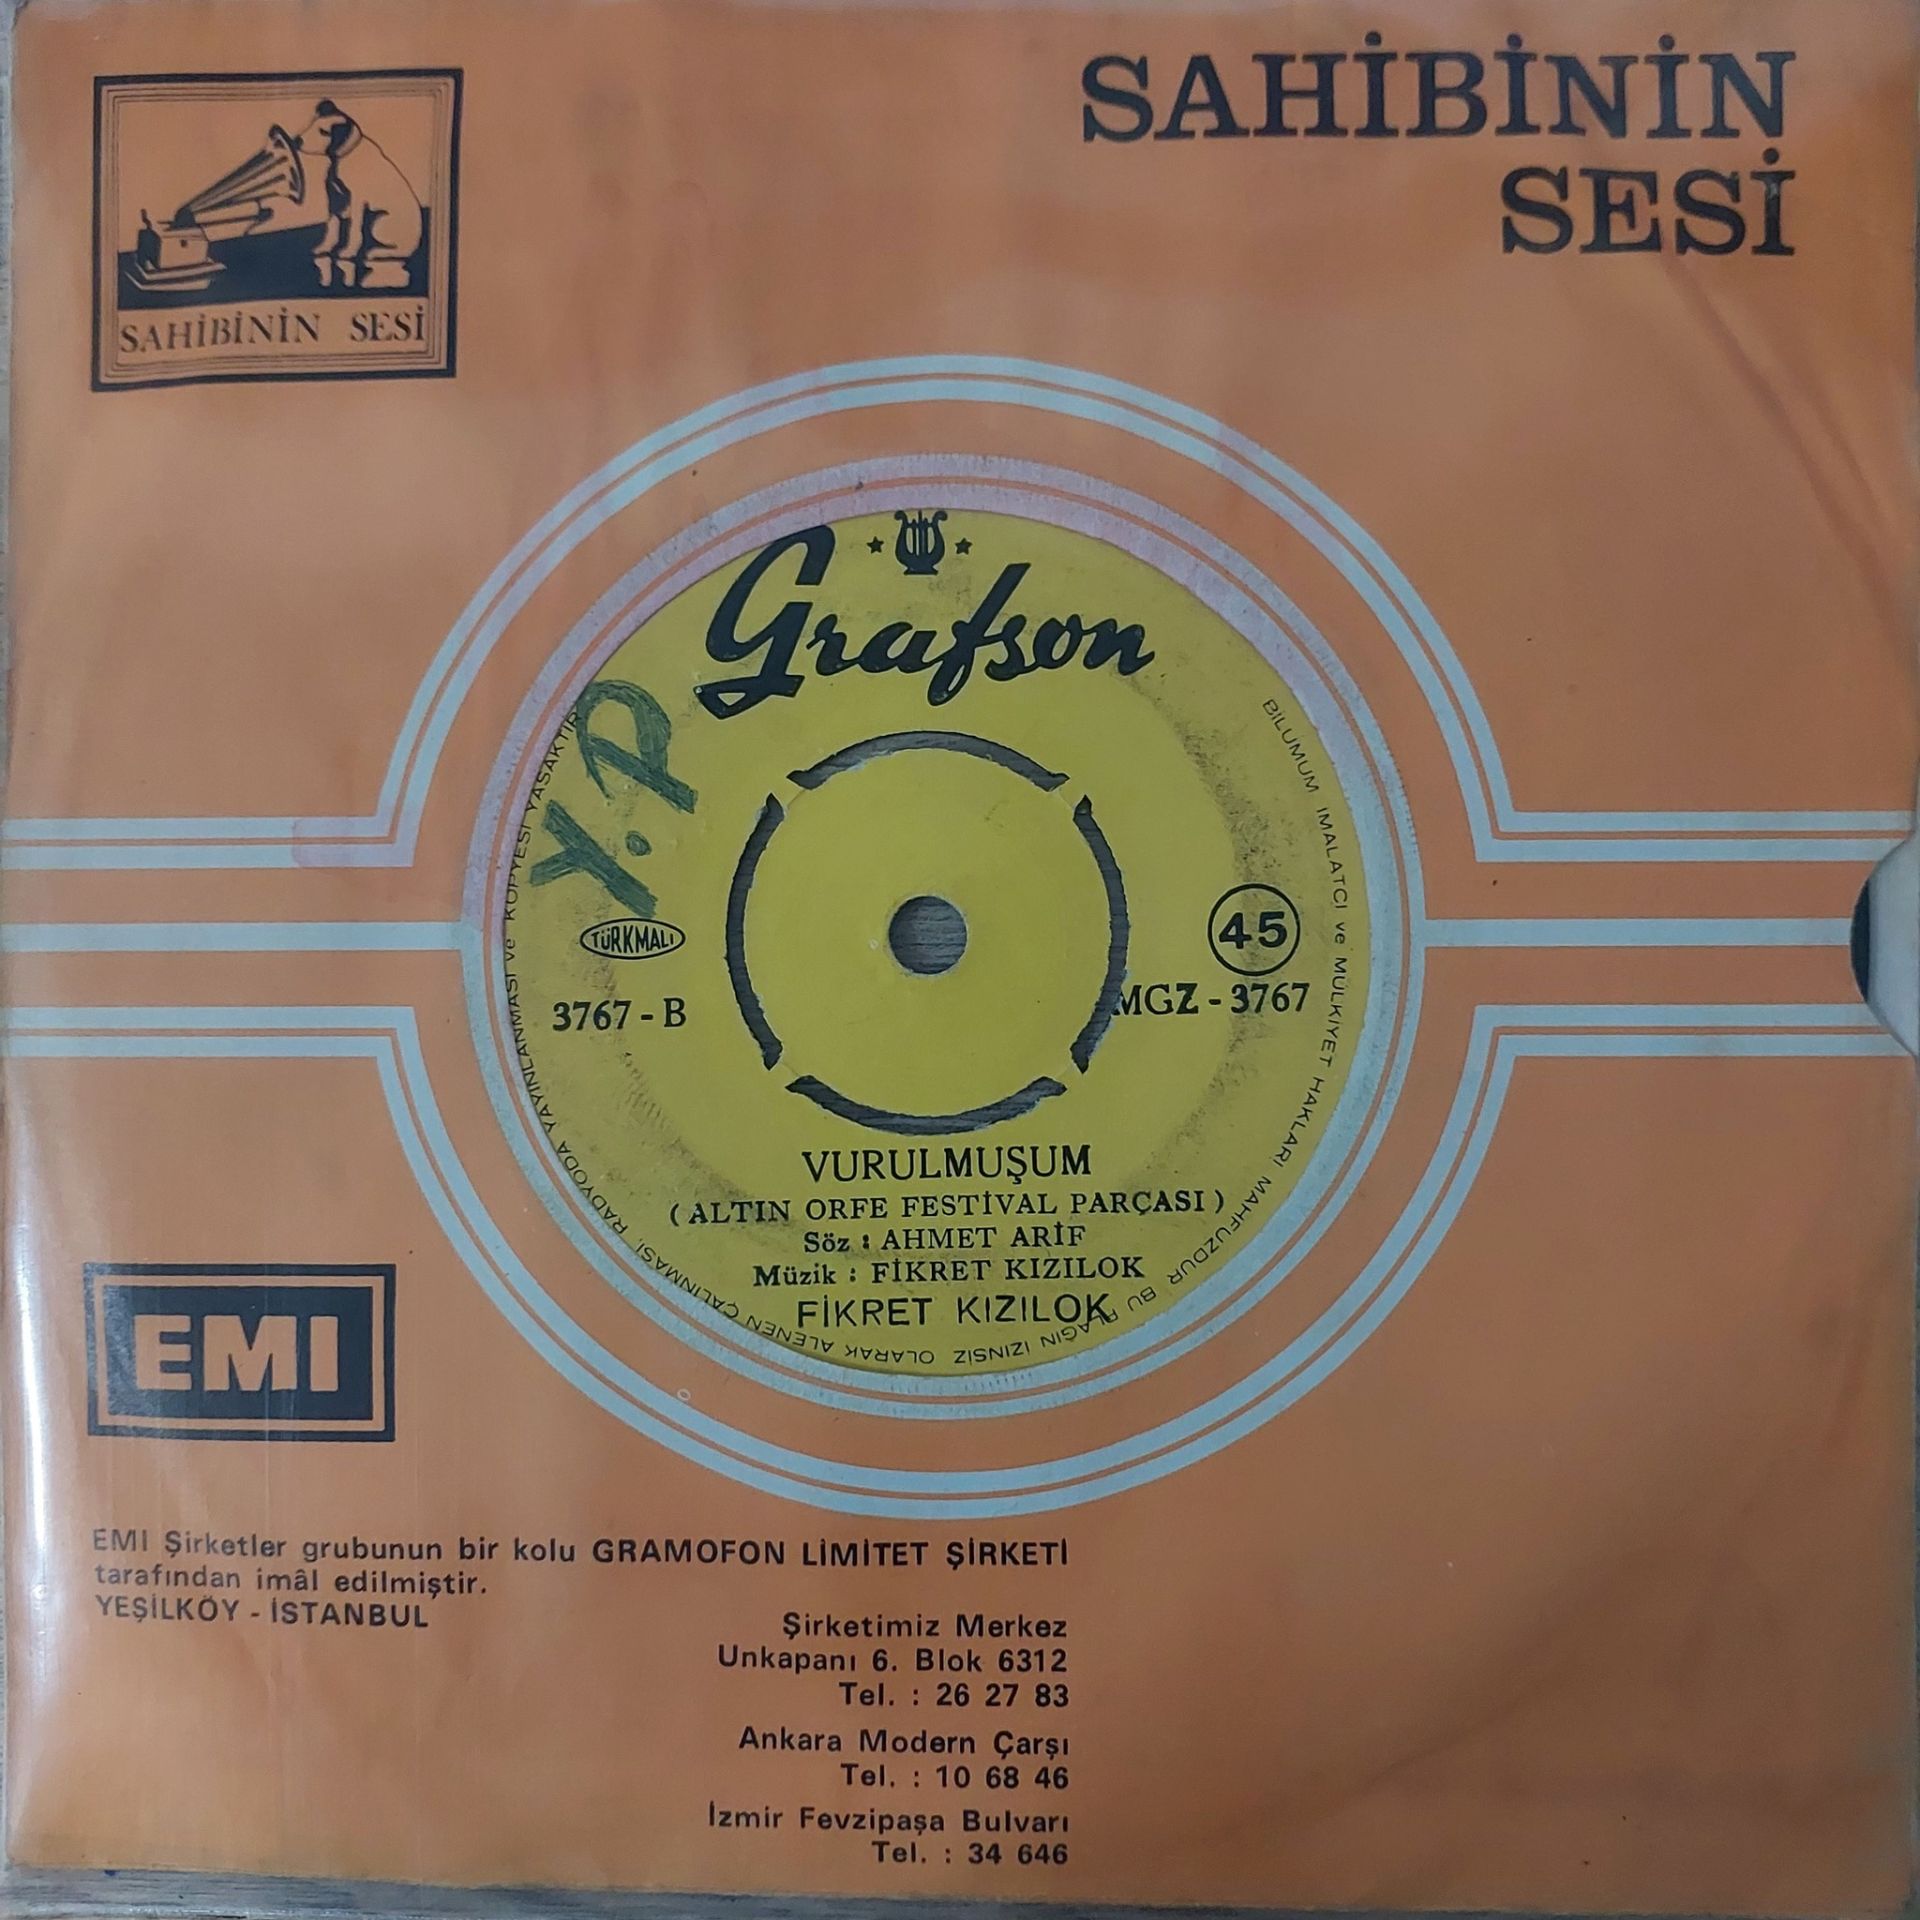 SAHİBİNİN
SESİ
SAHİBİNİN SESİ
Grafson
Y.P
TÜRKMALI
45
3767 - B
MGZ - 3767
VURULMUŞUM
( ALTIN ORFE FESTİVAL PARÇASI )
Söz : AHMET ARİF
Müzik : FİKRET KIZILOK
FİKRET KIZILOK
BİLUMUM İMALATCI ve MÜLKİYET HAKLARI MAHFUZDUR BU PLAĞIN İZİNSİZ OLARAK ALENEN ÇALINMASI, RADYODA YAYINLANMASI ve KOPYESİ YASAKTIR
EMI
EMI Şirketler grubunun bir kolu GRAMOFON LİMİTET ŞİRKETİ
tarafından imâl edilmiştir.
YEŞİLKÖY - İSTANBUL
Şirketimiz Merkez
Unkapanı 6. Blok 6312
Tel. : 26 27 83
Ankara Modern Çarşı
Tel. : 10 68 46
İzmir Fevzipaşa Bulvarı
Tel. : 34 646